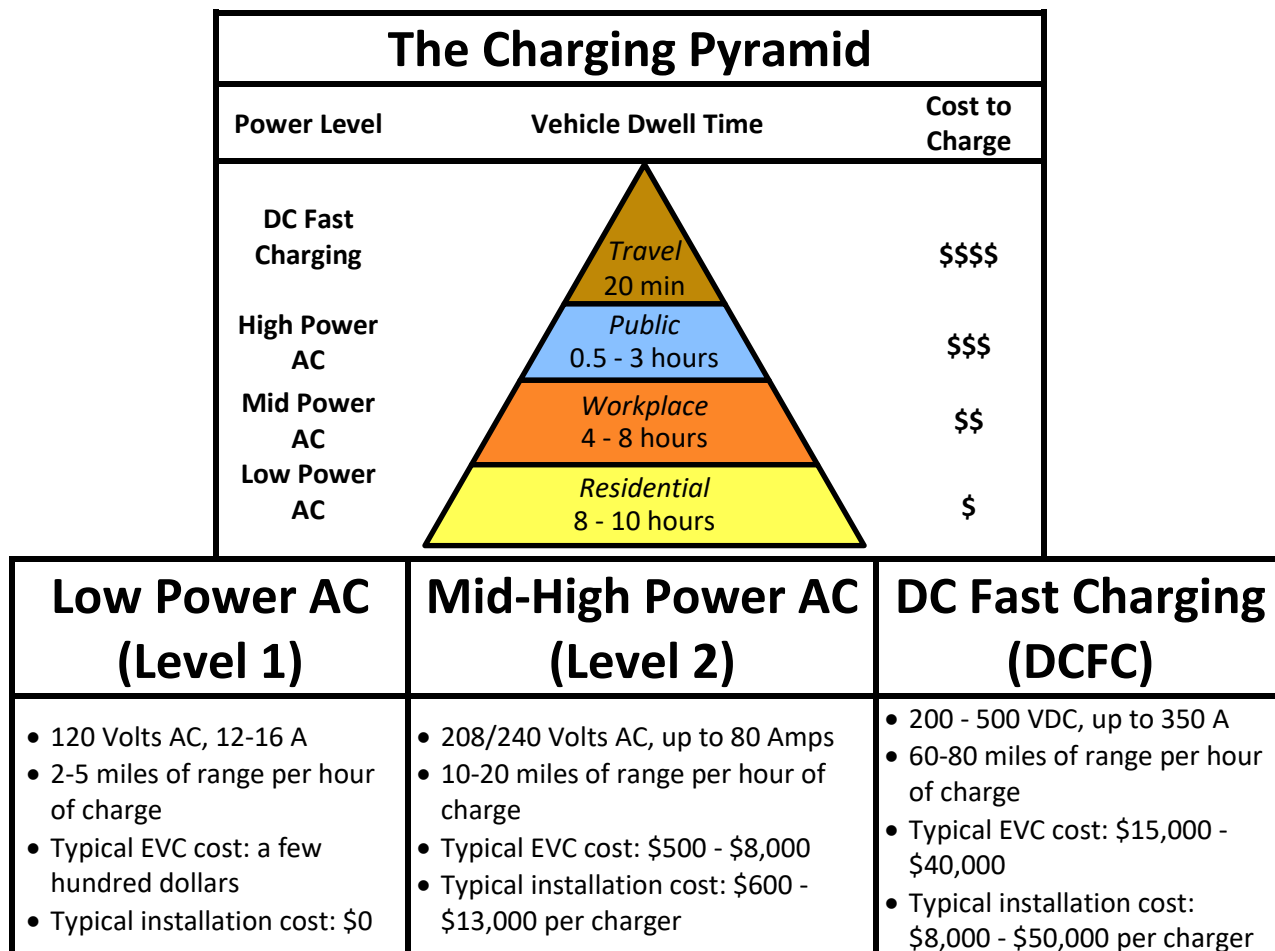 The Charging Pyramid
Power Level
Vehicle Dwell Time
Cost to
Charge
DC Fast
Charging
Travel
20 min
$$$$
High Power
AC
Public
0.5 - 3 hours
$$$
Mid Power
AC
Workplace
4 - 8 hours
$$
Low Power
AC
Residential
8 - 10 hours
$
Low Power AC
(Level 1)
• 120 Volts AC, 12-16 A
• 2-5 miles of range per hour
of charge
• Typical EVC cost: a few
hundred dollars
• Typical installation cost: $0
Mid-High Power AC
(Level 2)
• 208/240 Volts AC, up to 80 Amps
• 10-20 miles of range per hour of
charge
• Typical EVC cost: $500 - $8,000
• Typical installation cost: $600 -
$13,000 per charger
DC Fast Charging
(DCFC)
• 200 - 500 VDC, up to 350 A
• 60-80 miles of range per hour
of charge
• Typical EVC cost: $15,000 -
$40,000
• Typical installation cost:
$8,000 - $50,000 per charger